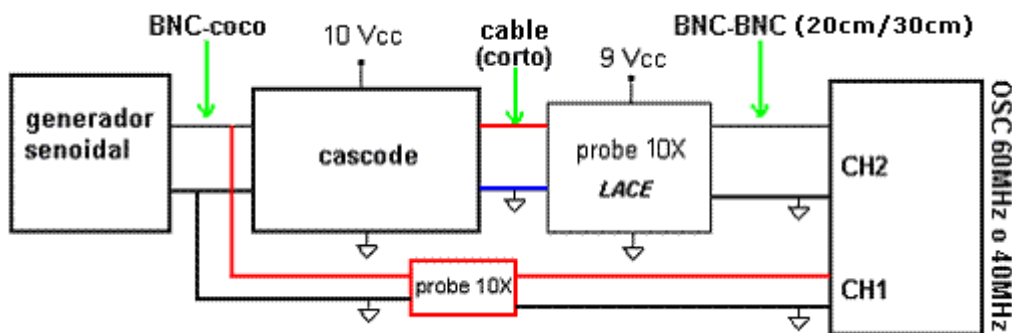 BNC-coco
10 Vcc
cable
(corto)
9 Vcc
BNC-BNC (20cm/30cm)
generador
senoidal
cascode
probe 10X
LACE
CH2
CH1
probe 10X
OSC 60MHz o 40MHz